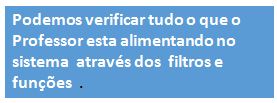 Podemos verificar tudo o que o
Professor esta alimentando no
sistema através dos filtros e
funções .